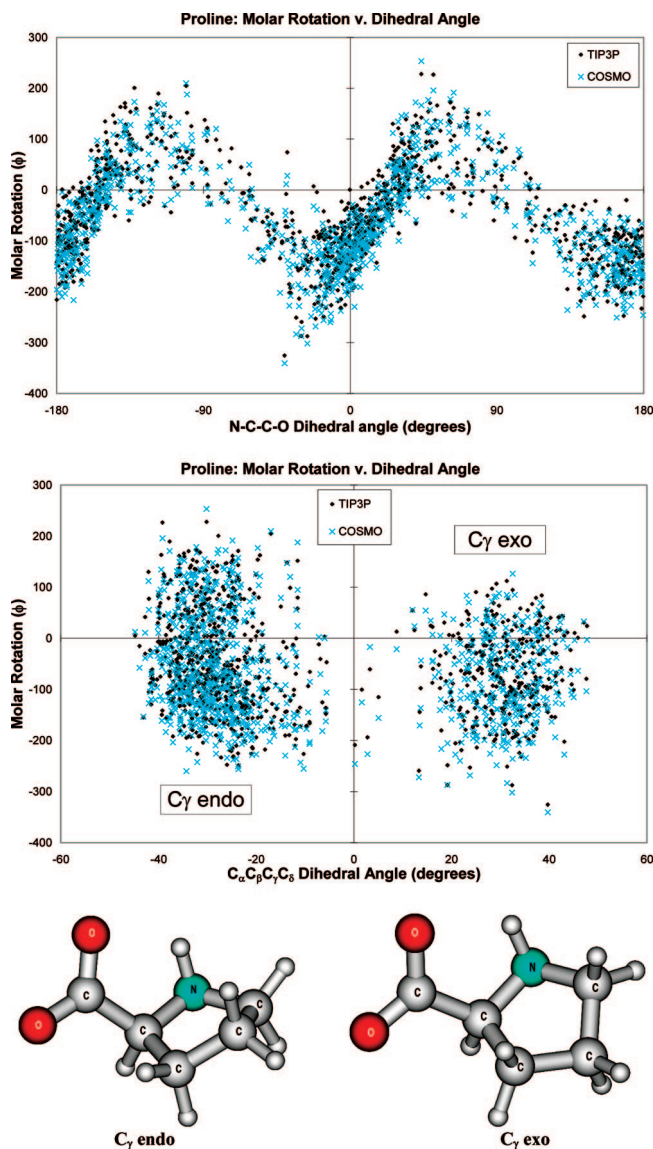 Proline: Molar Rotation v. Dihedral Angle
300
200
100
0
-100
-200
-300
-400
Molar Rotation (ϕ)
TIP3P
COSMO
-180 -90 0 90 180
N-C-C-O Dihedral angle (degrees)
Proline: Molar Rotation v. Dihedral Angle
300
200
100
0
-100
-200
-300
-400
Molar Rotation (ϕ)
TIP3P
COSMO
Cγ exo
Cγ endo
-60 -40 -20 0 20 40 60
CαCβCγCδ Dihedral Angle (degrees)
O O
N N
C C C O C C
O C C C C
C C
Cγ endo Cγ exo